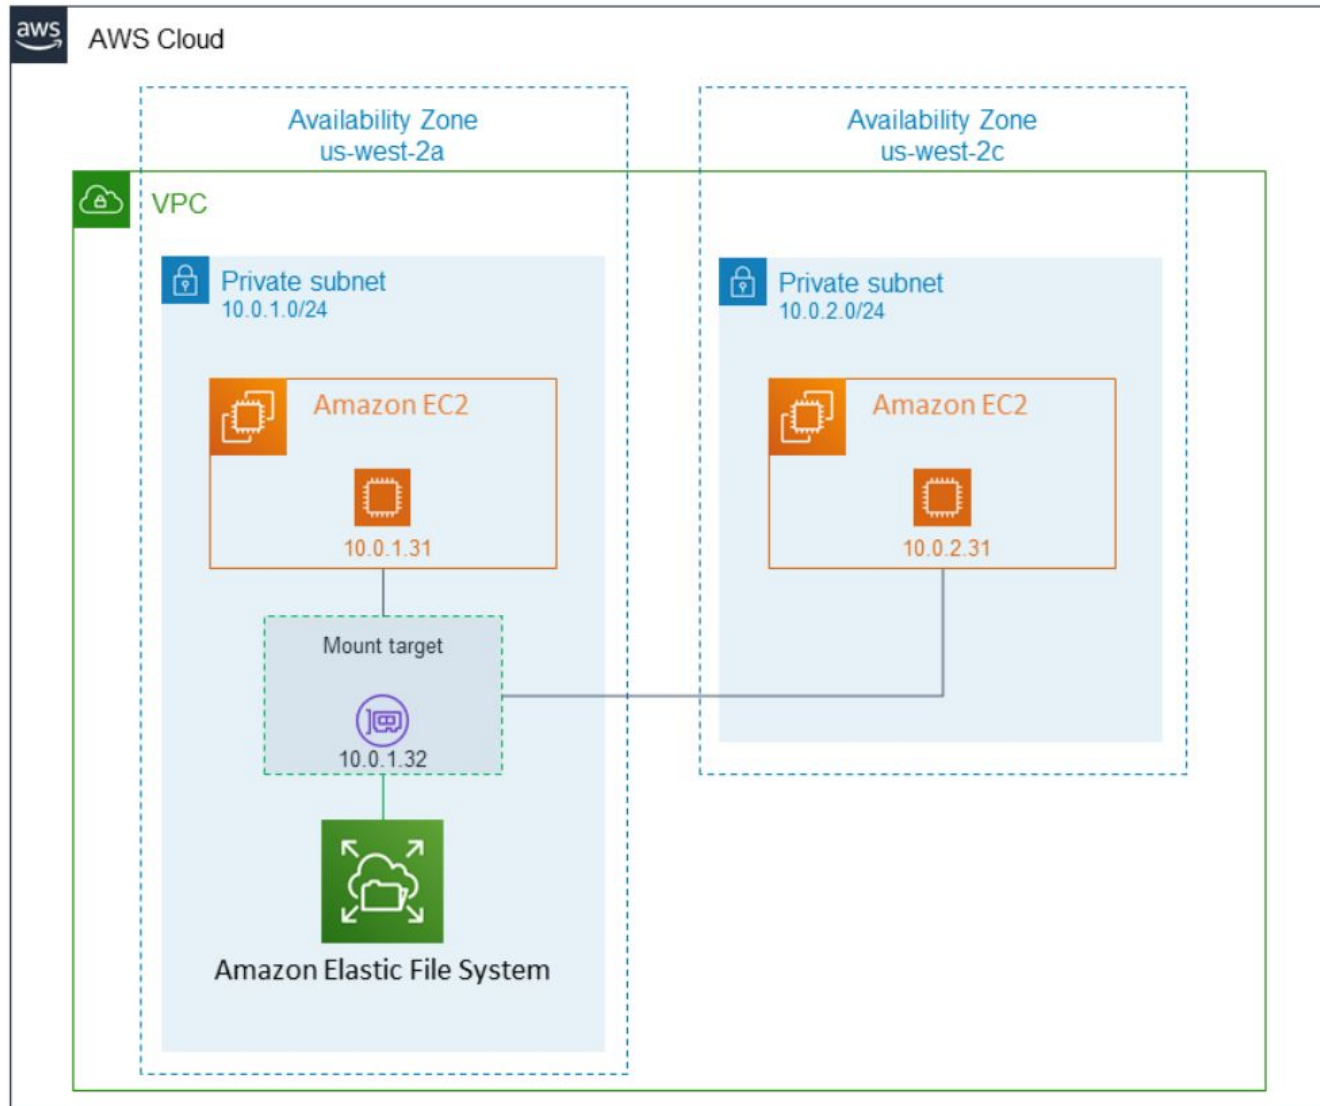 aws
AWS Cloud
Availability Zone
us-west-2a
Availability Zone
us-west-2c
VPC
Private subnet
10.0.1.0/24
Private subnet
10.0.2.0/24
Amazon EC2
10.0.1.31
Amazon EC2
10.0.2.31
Mount target
10.0.1.32
Amazon Elastic File System